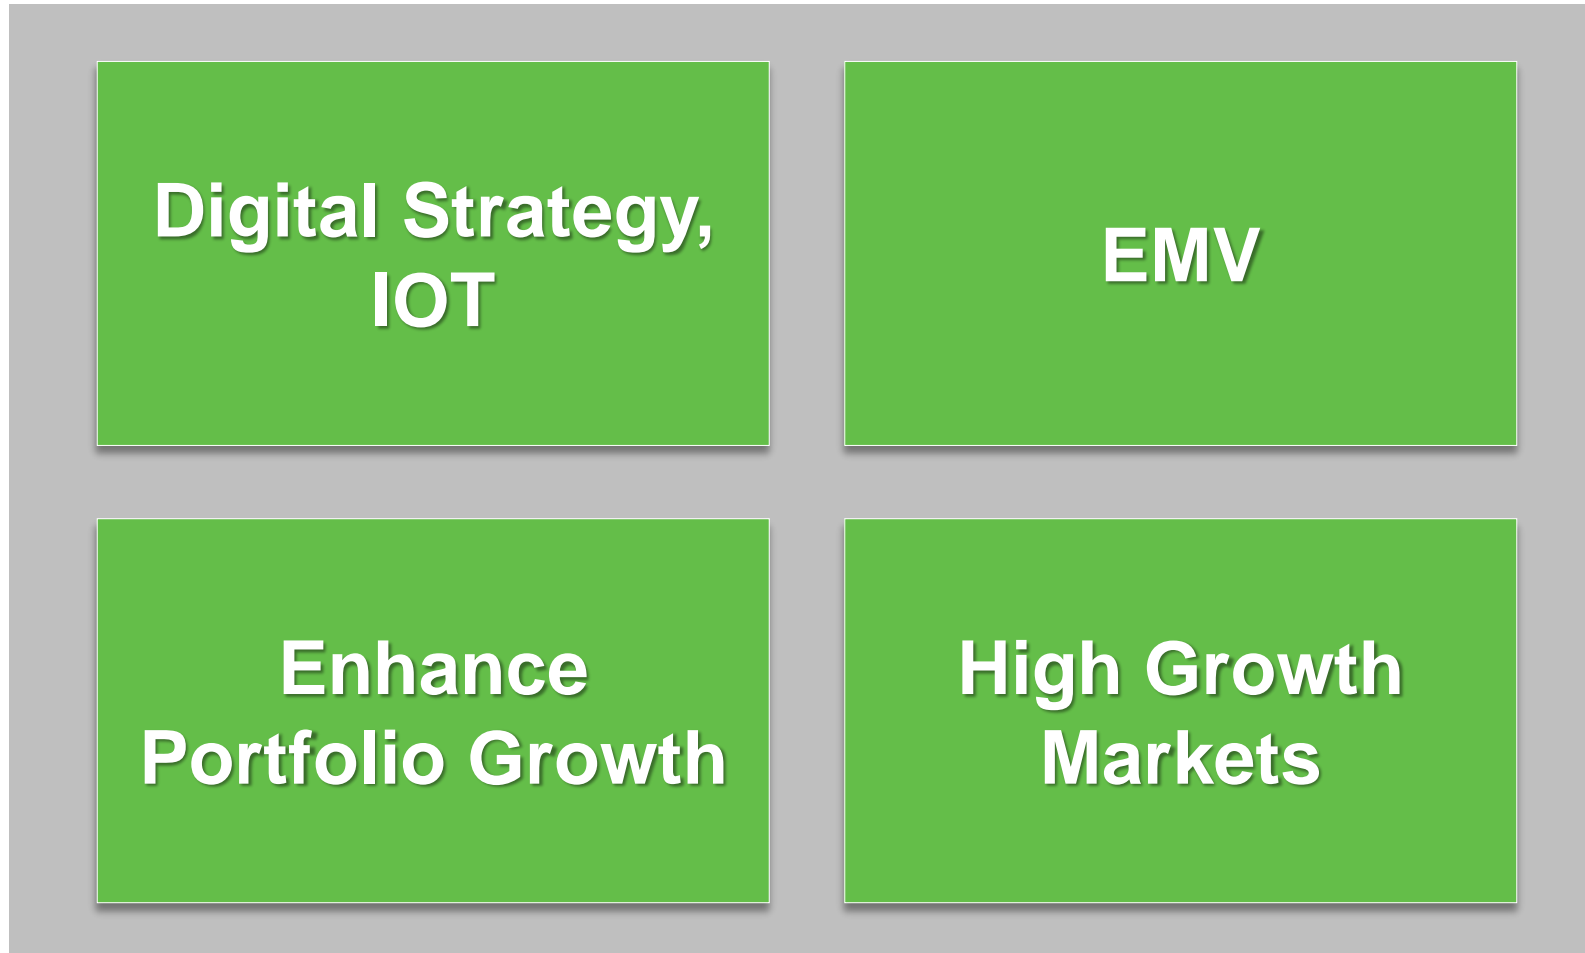 Digital Strategy,
IOT
EMV
Enhance
Portfolio Growth
High Growth
Markets